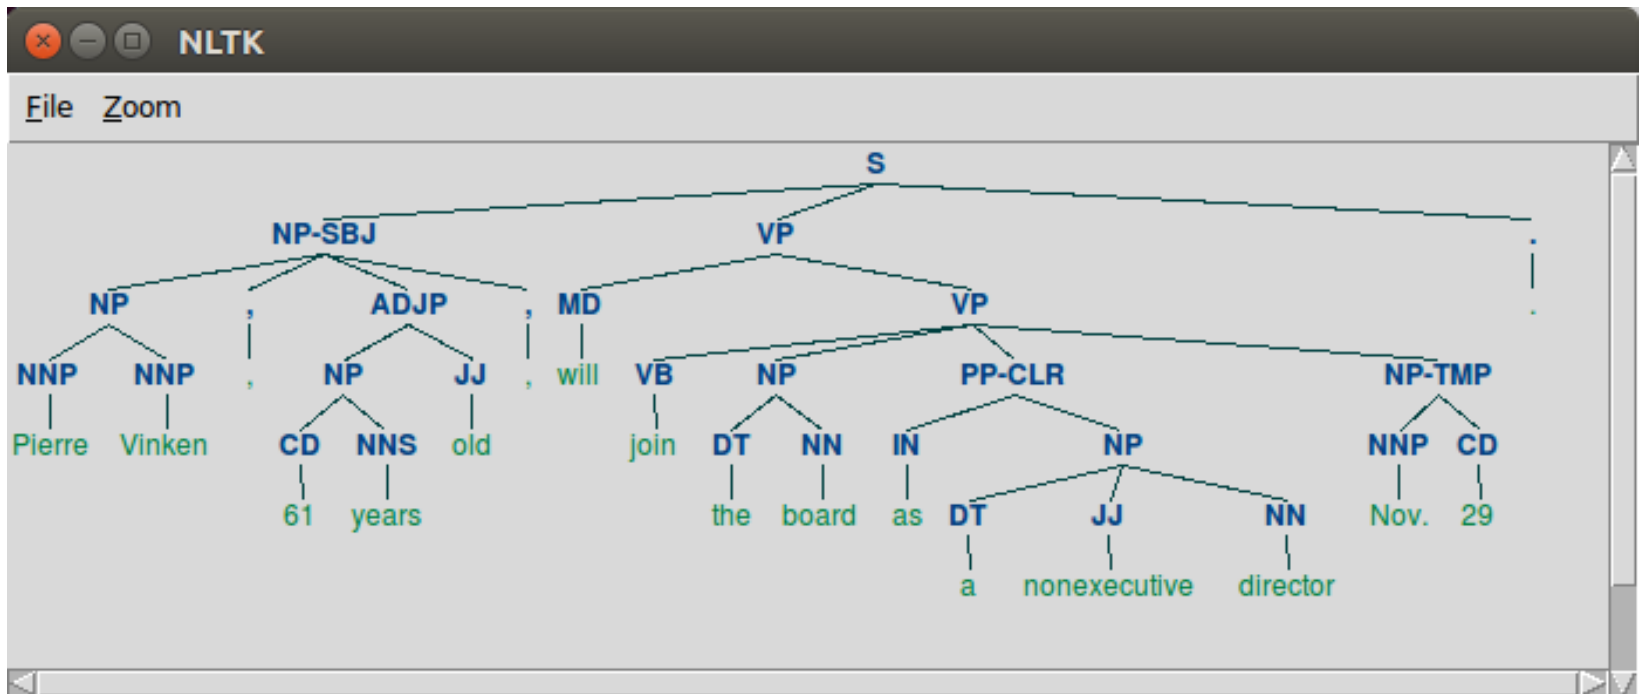 NLTK
File Zoom
S
NP-SBJ VP .
NP , ADJP , MD VP .
NNP NNP , NP JJ , will VB NP PP-CLR NP-TMP
Pierre Vinken CD NNS old join DT NN IN NP NNP CD
61 years the board as DT JJ NN Nov. 29
a nonexecutive director